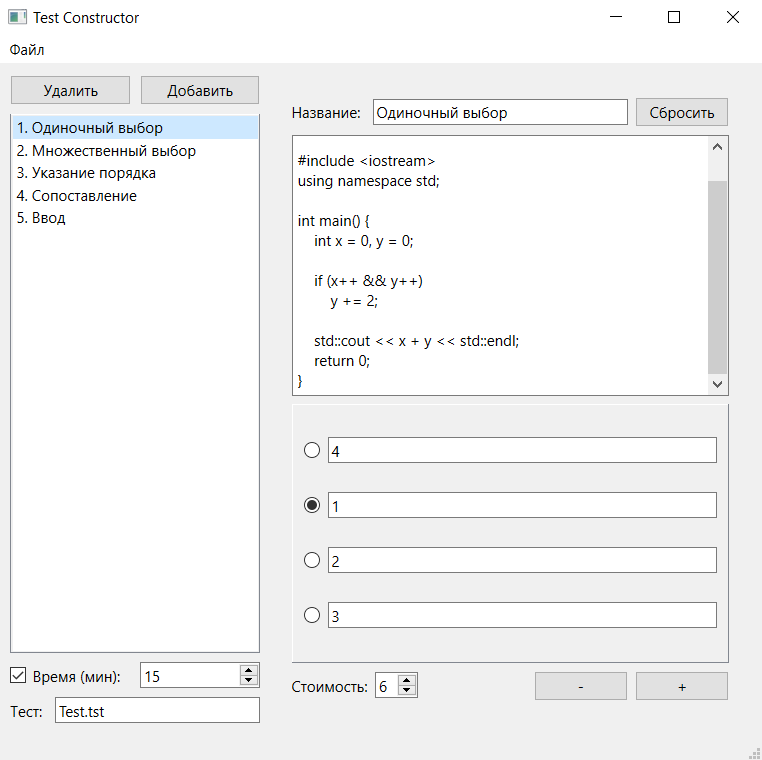 Test Constructor
Файл
Удалить
Добавить
1. Одиночный выбор
2. Множественный выбор
3. Указание порядка
4. Сопоставление
5. Ввод
Время (мин):
15
Тест:
Test.tst
Название:
Одиночный выбор
Сбросить
#include <iostream>
using namespace std;
int main() {
int x = 0, y = 0;
if (x++ && y++)
y += 2;
std::cout << x + y << std::endl;
return 0;
}
4
1
2
3
Стоимость:
6
-
+